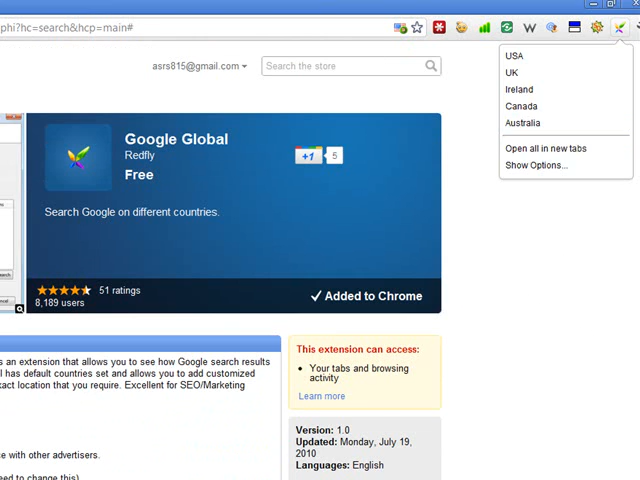 phi?hc=search&hcp=main#
asrs815@gmail.com
Search the store
USA
UK
Ireland
Canada
Australia
Open all in new tabs
Show Options...
Google Global
Redfly
Free
+1 5
Search Google on different countries.
51 ratings
8,189 users
Added to Chrome
s an extension that allows you to see how Google search results
has default countries set and allows you to add customized
act location that you require. Excellent for SEO/Marketing
e with other advertisers.
eed to change this)
This extension can access:
• Your tabs and browsing
activity
Learn more
Version: 1.0
Updated: Monday, July 19,
2010
Languages: English